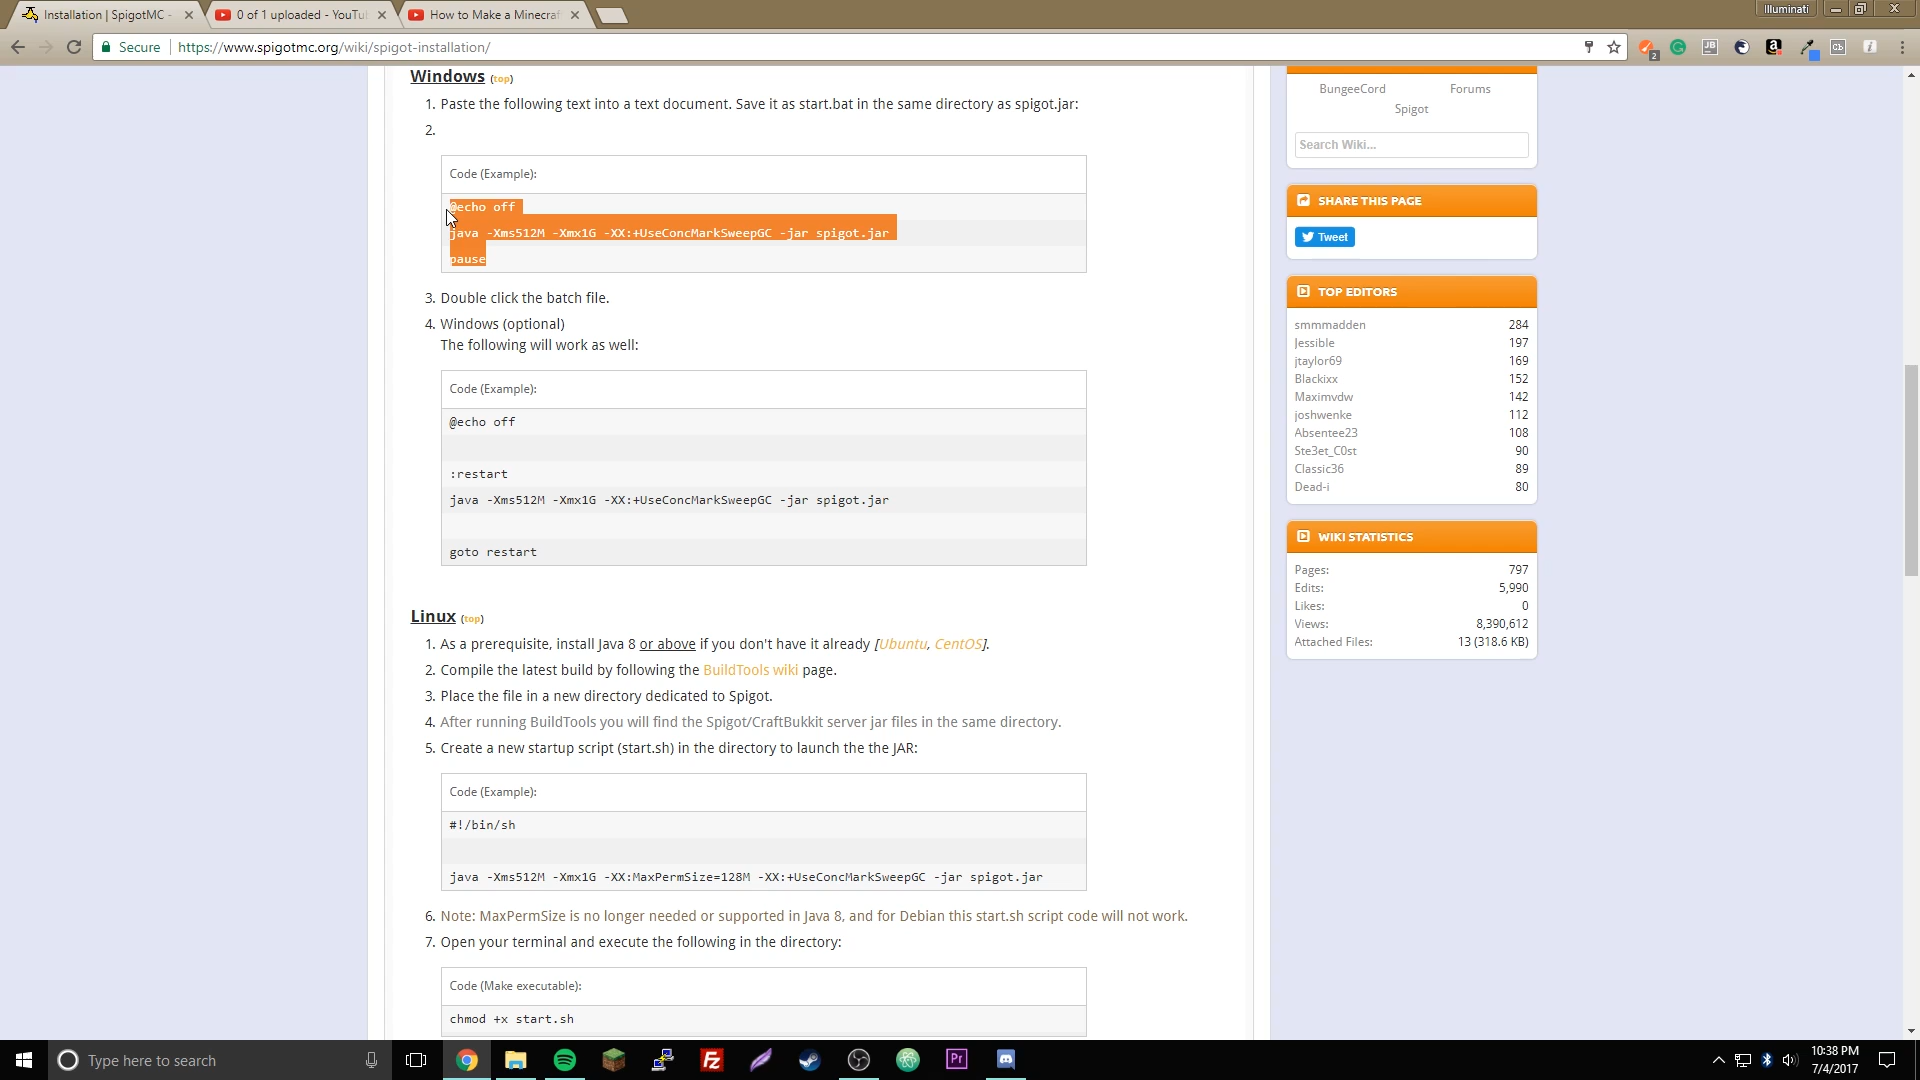 Installation | SpigotMC -
0 of 1 uploaded - YouTu
How to Make a Minecraf
Illuminati
Secure
https://www.spigotmc.org/wiki/spigot-installation/
2
JB
a
Cb
i
Windows (top)
1. Paste the following text into a text document. Save it as start.bat in the same directory as spigot.jar:
2.
Code (Example):
@echo off
java -Xms512M -Xmx1G -XX:+UseConcMarkSweepGC -jar spigot.jar
pause
3. Double click the batch file.
4. Windows (optional)
The following will work as well:
Code (Example):
@echo off
:restart
java -Xms512M -Xmx1G -XX:+UseConcMarkSweepGC -jar spigot.jar
goto restart
Linux (top)
1. As a prerequisite, install Java 8 or above if you don't have it already [Ubuntu, CentOS].
2. Compile the latest build by following the BuildTools wiki page.
3. Place the file in a new directory dedicated to Spigot.
4. After running BuildTools you will find the Spigot/CraftBukkit server jar files in the same directory.
5. Create a new startup script (start.sh) in the directory to launch the the JAR:
Code (Example):
#!/bin/sh
java -Xms512M -Xmx1G -XX:MaxPermSize=128M -XX:+UseConcMarkSweepGC -jar spigot.jar
6. Note: MaxPermSize is no longer needed or supported in Java 8, and for Debian this start.sh script code will not work.
7. Open your terminal and execute the following in the directory:
Code (Make executable):
chmod +x start.sh
BungeeCord Forums
Spigot
Search Wiki...
SHARE THIS PAGE
Tweet
TOP EDITORS
smmmadden 284
Jessible 197
jtaylor69 169
Blackixx 152
Maximvdw 142
joshwenke 112
Absentee23 108
Ste3et_C0st 90
Classic36 89
Dead-i 80
WIKI STATISTICS
Pages: 797
Edits: 5,990
Likes: 0
Views: 8,390,612
Attached Files: 13 (318.6 KB)
Type here to search
Fz
Pr
10:38 PM
7/4/2017